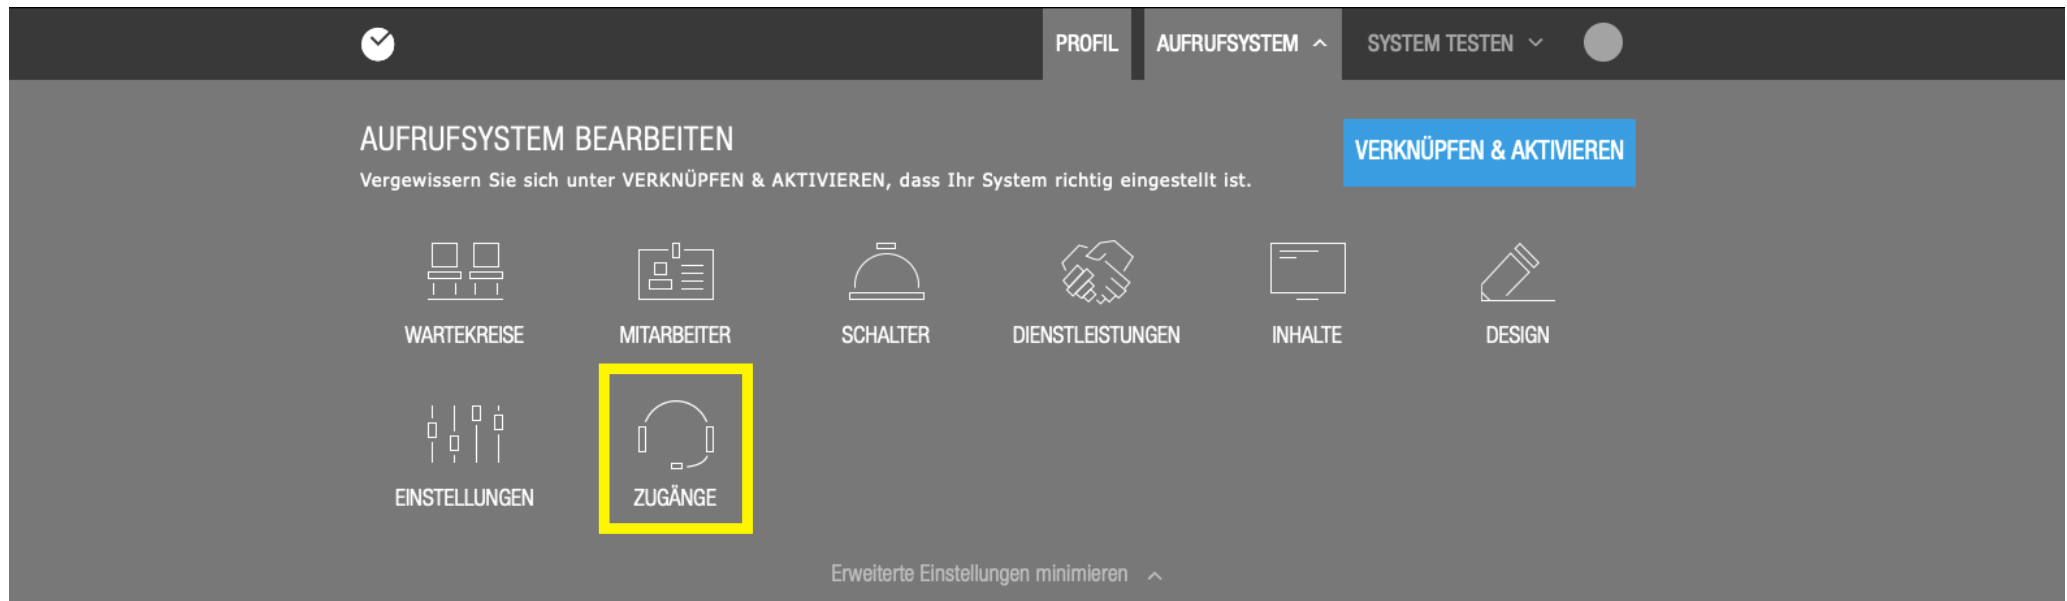 PROFIL
AUFRUFSYSTEM
SYSTEM TESTEN
AUFRUFSYSTEM BEARBEITEN
VERKNÜPFEN & AKTIVIEREN
Vergewissern Sie sich unter VERKNÜPFEN & AKTIVIEREN, dass Ihr System richtig eingestellt ist.
WARTEKREISE
MITARBEITER
SCHALTER
DIENSTLEISTUNGEN
INHALTE
DESIGN
EINSTELLUNGEN
ZUGÄNGE
Erweiterte Einstellungen minimieren